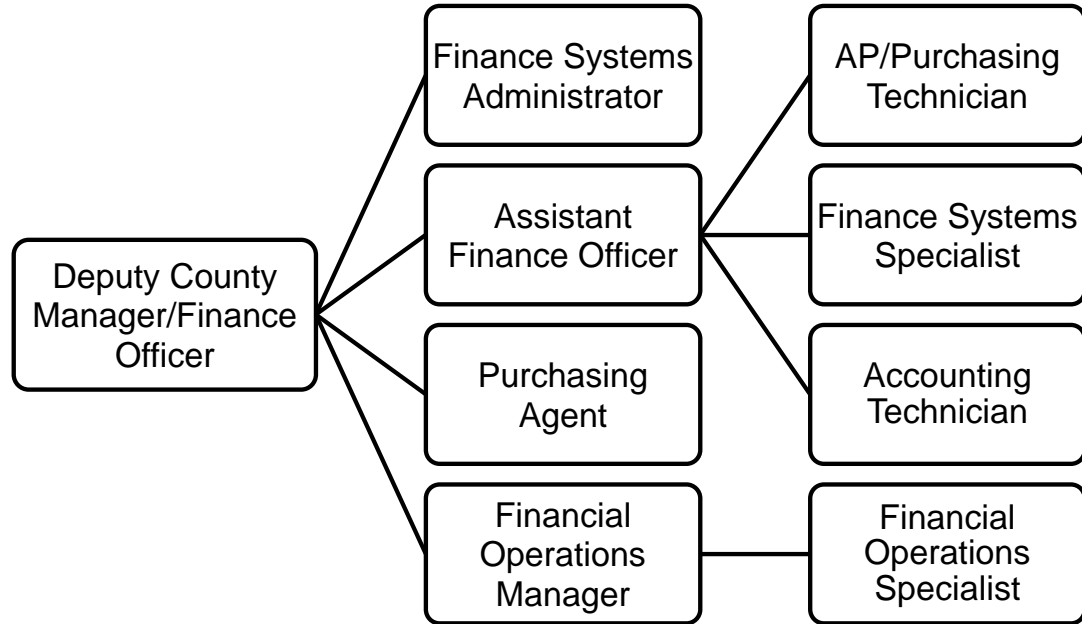 Deputy County
Manager/Finance
Officer
Finance Systems
Administrator
Assistant
Finance Officer
Purchasing
Agent
Financial
Operations
Manager
AP/Purchasing
Technician
Finance Systems
Specialist
Accounting
Technician
Financial
Operations
Specialist